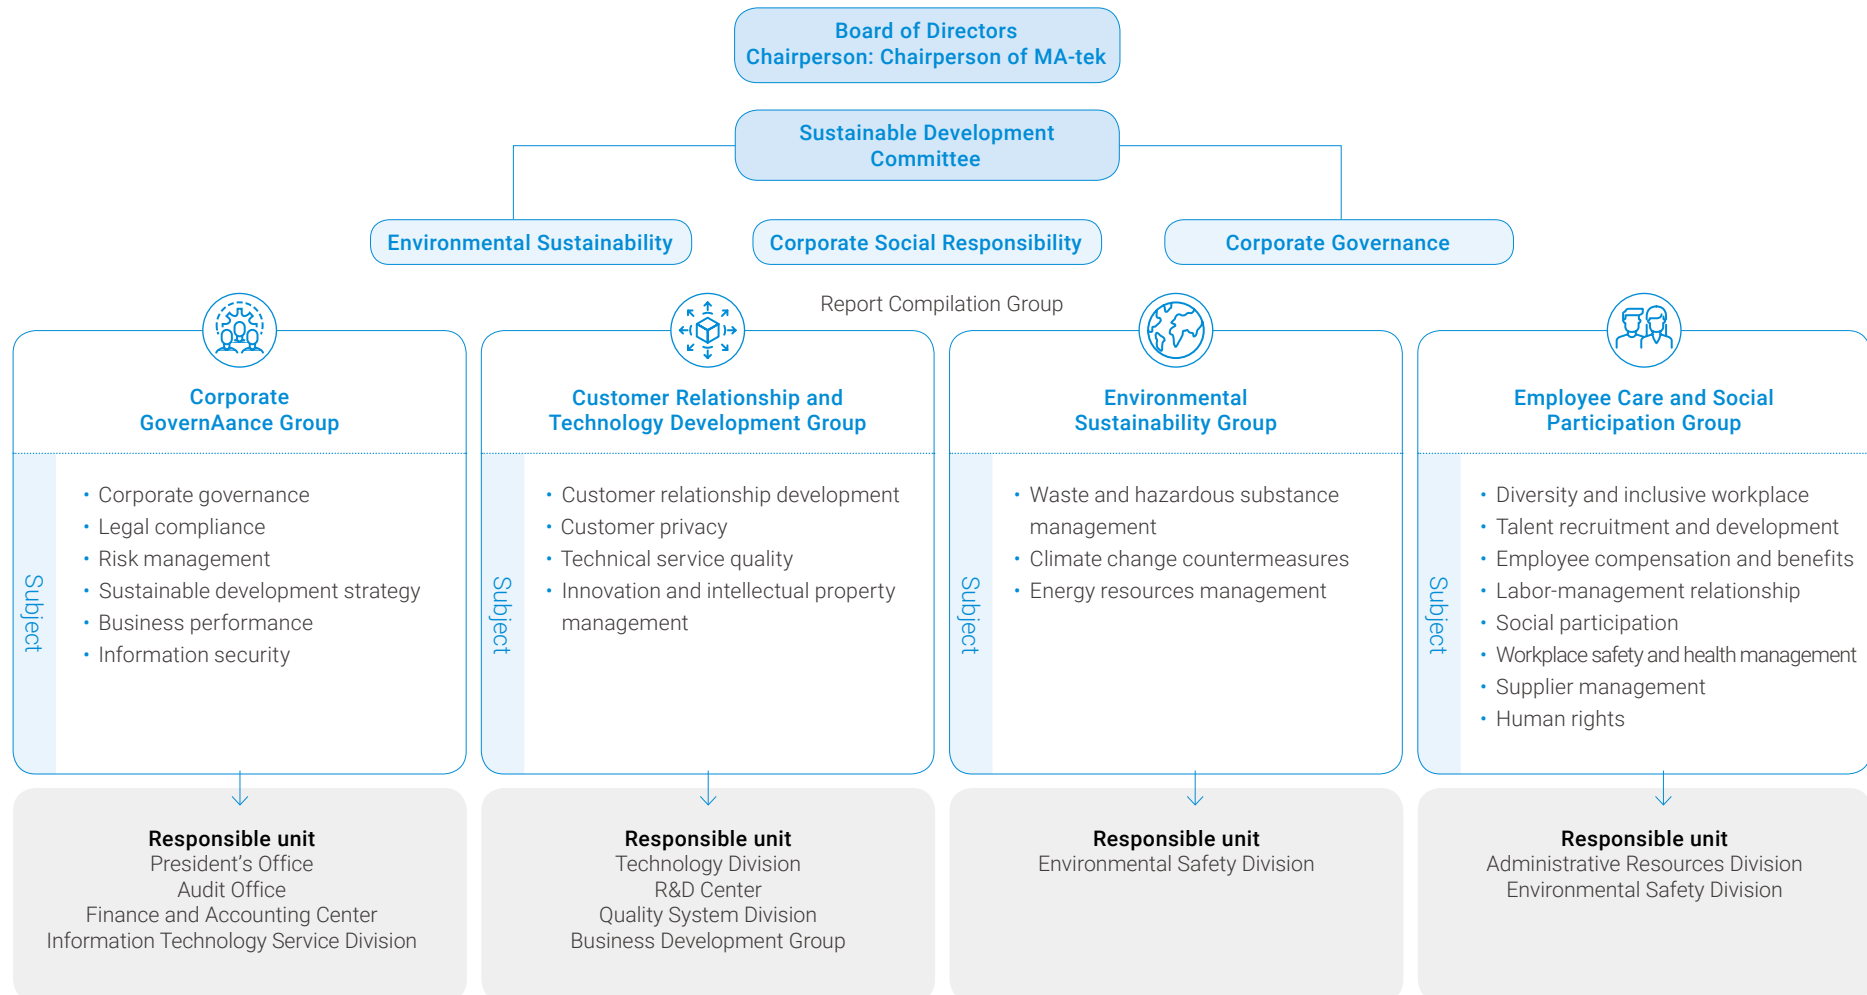 Board of Directors
Chairperson: Chairperson of MA-tek
Sustainable Development
Committee
Environmental Sustainability
Corporate Social Responsibility
Corporate Governance
Report Compilation Group
Corporate
GovernAance Group
Subject
• Corporate governance
• Legal compliance
• Risk management
• Sustainable development strategy
• Business performance
• Information security
Responsible unit
President’s Office
Audit Office
Finance and Accounting Center
Information Technology Service Division
Customer Relationship and
Technology Development Group
Subject
• Customer relationship development
• Customer privacy
• Technical service quality
• Innovation and intellectual property
management
Responsible unit
Technology Division
R&D Center
Quality System Division
Business Development Group
Environmental
Sustainability Group
Subject
• Waste and hazardous substance
management
• Climate change countermeasures
• Energy resources management
Responsible unit
Environmental Safety Division
Employee Care and Social
Participation Group
Subject
• Diversity and inclusive workplace
• Talent recruitment and development
• Employee compensation and benefits
• Labor-management relationship
• Social participation
• Workplace safety and health management
• Supplier management
• Human rights
Responsible unit
Administrative Resources Division
Environmental Safety Division